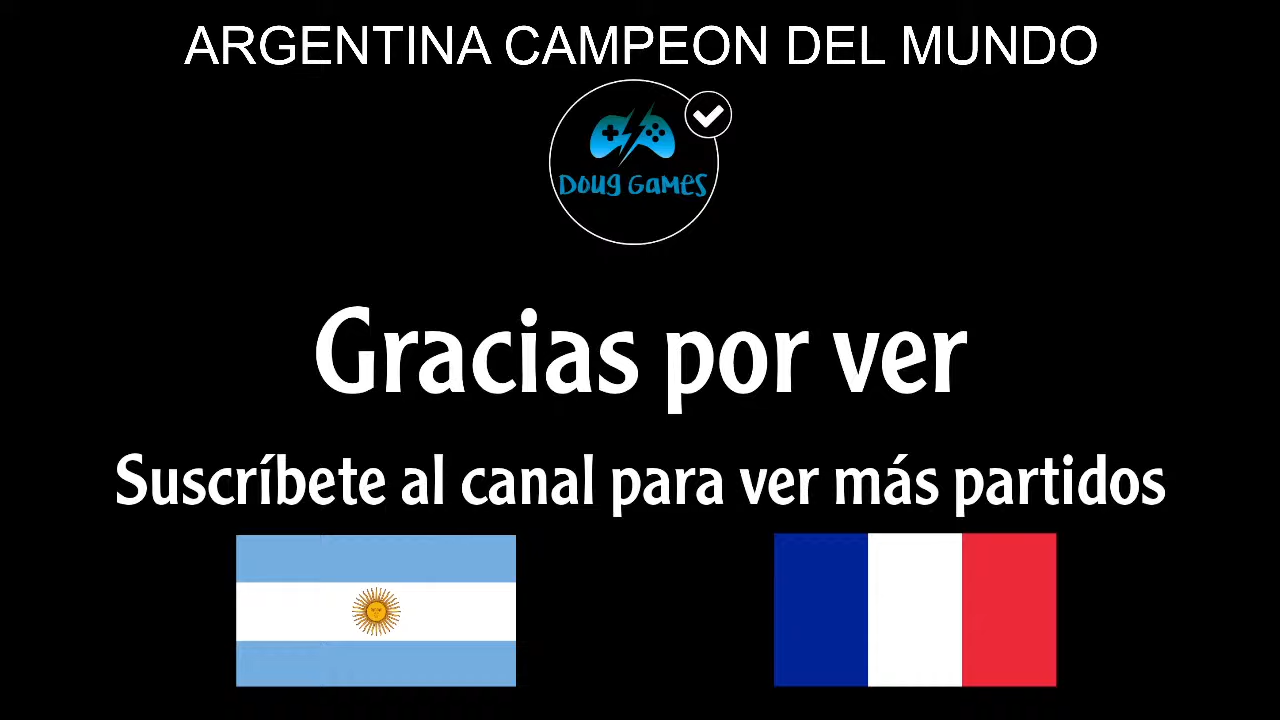 ARGENTINA CAMPEON DEL MUNDO
Doug Games
Gracias por ver
Suscríbete al canal para ver más partidos